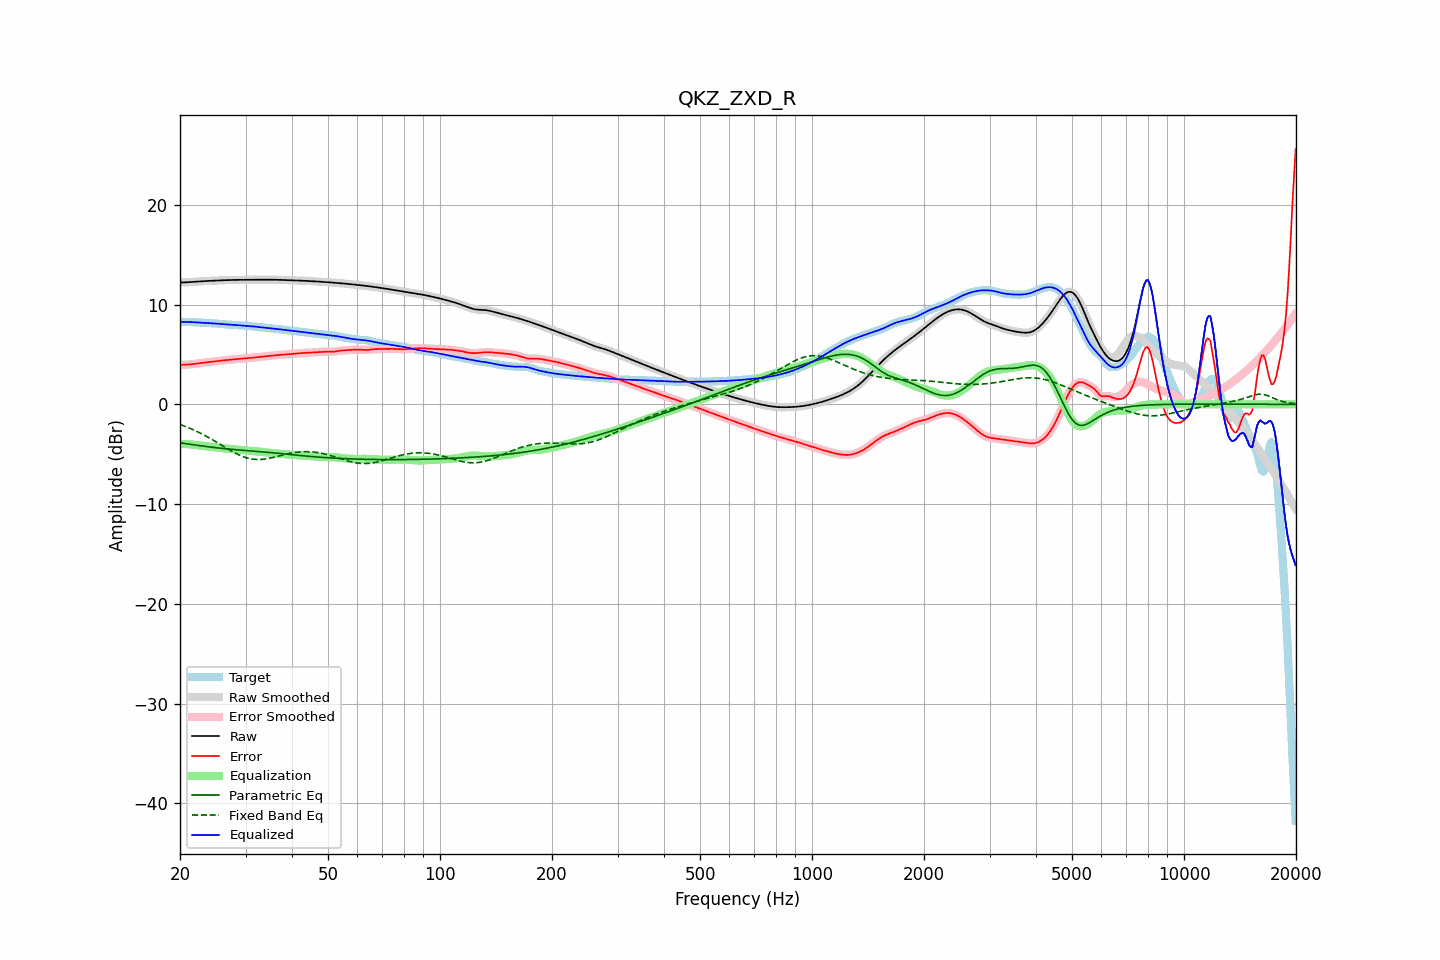 QKZ_ZXD_R
Amplitude (dBr)
20
10
0
−10
−20
−30
−40
Target
Raw Smoothed
Error Smoothed
Raw
Error
Equalization
Parametric Eq
Fixed Band Eq
Equalized
20 50 100 200 500 1000 2000 5000 10000 20000
Frequency (Hz)